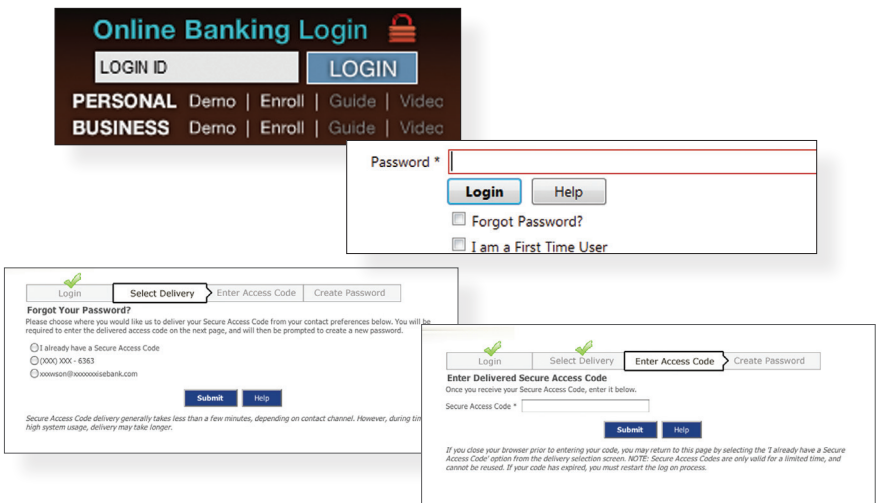 Online Banking Login
LOGIN ID LOGIN
PERSONAL Demo | Enroll | Guide | Video
BUSINESS Demo | Enroll | Guide | Video
Password *
Login Help
Forgot Password?
I am a First Time User
Login Select Delivery Enter Access Code Create Password
Forgot Your Password?
Please choose where you would like us to deliver your Secure Access Code from your contact preferences below. You will be
required to enter the delivered access code on the next page, and will then be prompted to create a new password.
I already have a Secure Access Code
(XXX) XXX - 6363
xxxwson@xxxxxxxisebank.com
Submit Help
Secure Access Code delivery generally takes less than a few minutes, depending on contact channel. However, during
high system usage, delivery may take longer.
Login Select Delivery Enter Access Code Create Password
Enter Delivered Secure Access Code
Once you receive your Secure Access Code, enter it below.
Secure Access Code *
Submit Help
If you close your browser prior to entering your code, you may return to this page by selecting the 'I already have a Secure
Access Code' option from the delivery selection screen. NOTE: Secure Access Codes are only valid for a limited time, and
cannot be reused. If your code has expired, you must restart the log on process.